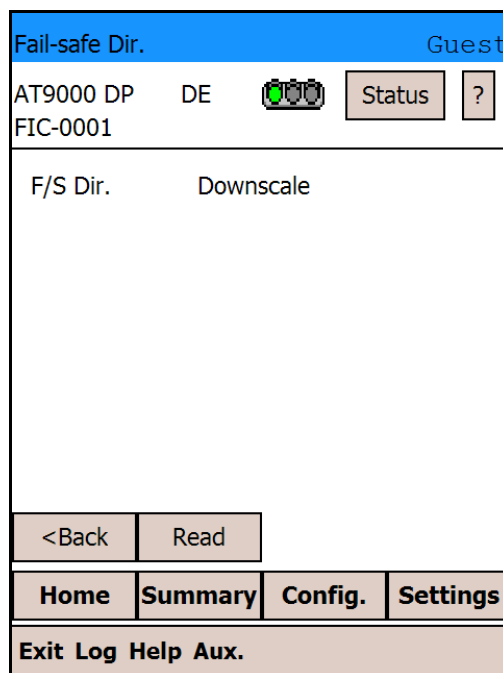 Fail-safe Dir. Guest
AT9000 DP DE Status ?
FIC-0001
F/S Dir. Downscale
<Back Read
Home Summary Config. Settings
Exit Log Help Aux.